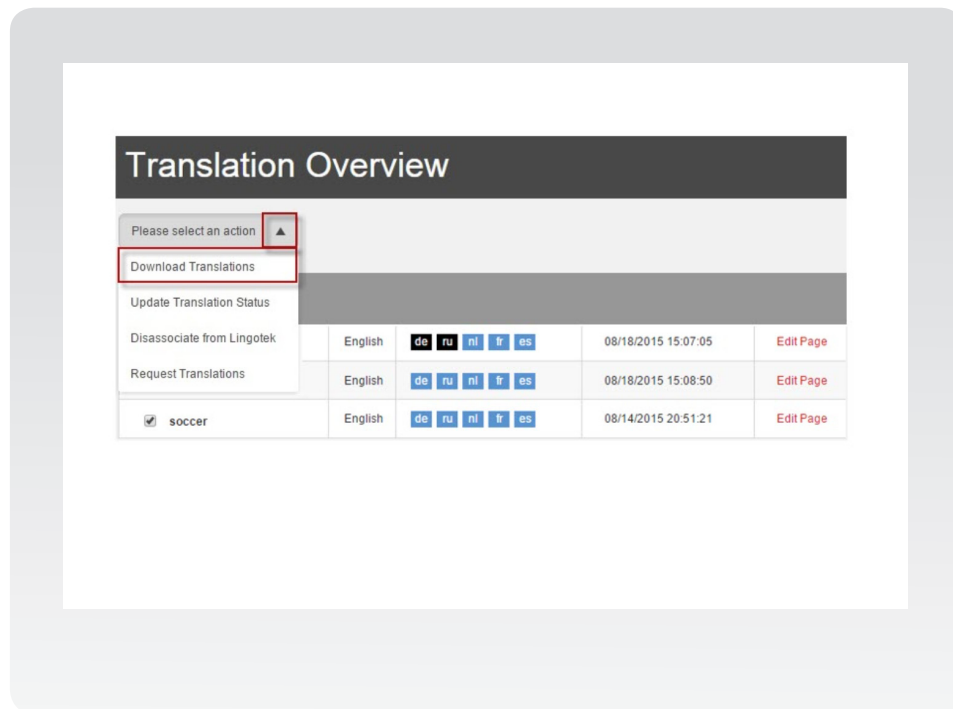 Translation Overview
Please select an action
Download Translations
Update Translation Status
Disassociate from Lingotek English de ru nl fr es 08/18/2015 15:07:05 Edit Page
Request Translations English de ru nl fr es 08/18/2015 15:08:50 Edit Page
soccer English de ru nl fr es 08/14/2015 20:51:21 Edit Page